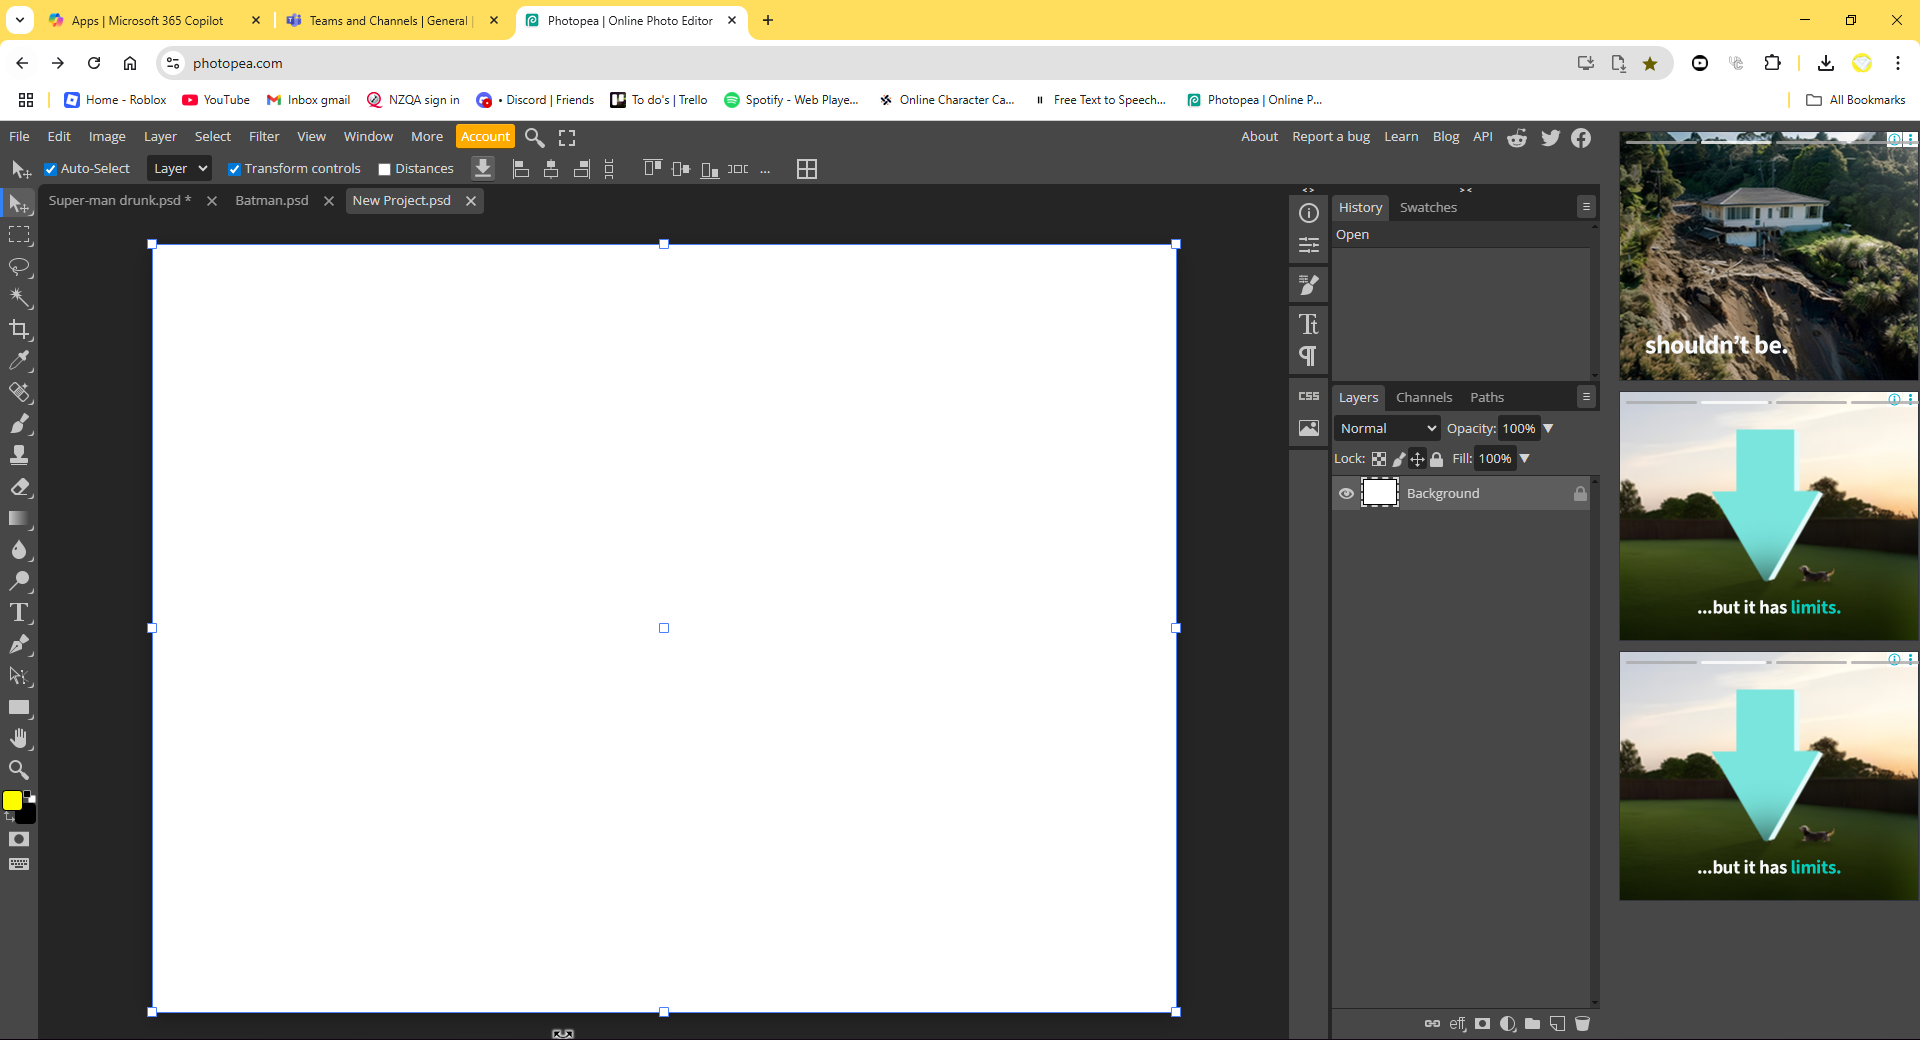 Apps | Microsoft 365 Copilot
Teams and Channels | General |
Photopea | Online Photo Editor
photopea.com
Home - Roblox
YouTube
Inbox gmail
NZQA sign in
• Discord | Friends
To do's | Trello
Spotify - Web Playe...
Online Character Ca...
Free Text to Speech...
Photopea | Online P...
All Bookmarks
File Edit Image Layer Select Filter View Window More Account
About Report a bug Learn Blog API
Auto-Select Layer Transform controls Distances ...
Super-man drunk.psd *
Batman.psd
New Project.psd
History Swatches
Open
CSS
Layers Channels Paths
Normal Opacity: 100%
Lock: Fill: 100%
Background
eff
shouldn't be.
...but it has limits.
...but it has limits.